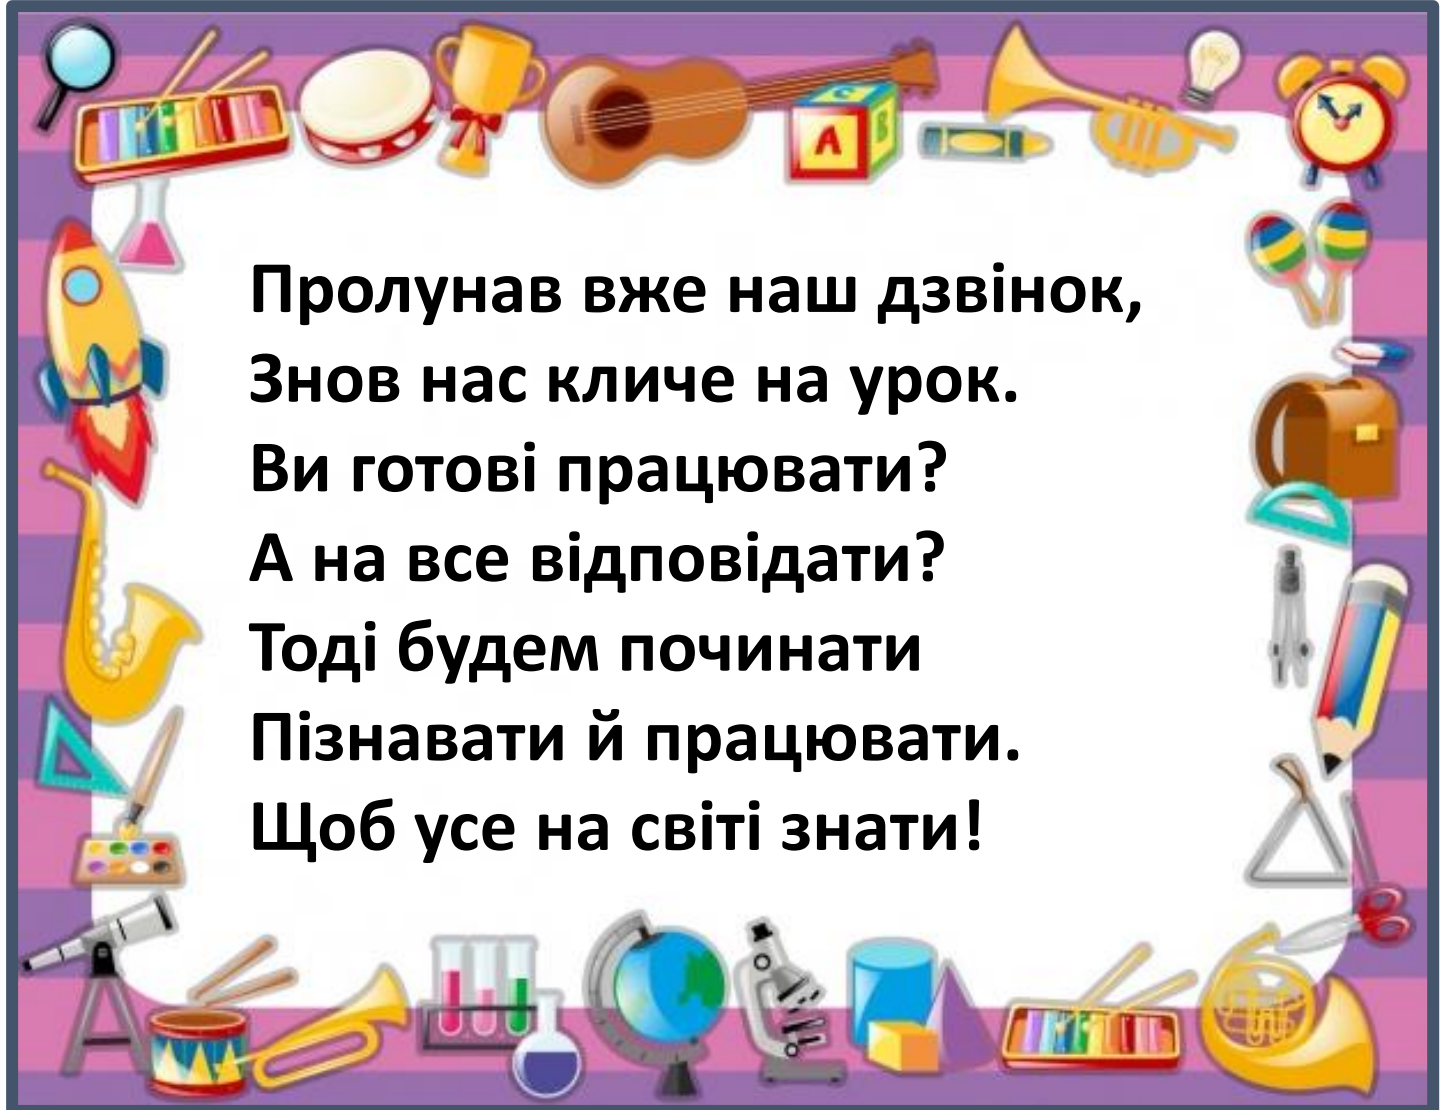 Пролунав вже наш дзвінок,
Знов нас кличе на урок.
Ви готові працювати?
А на все відповідати?
Тоді будем починати
Пізнавати й працювати.
Щоб усе на світі знати!
A
B
C